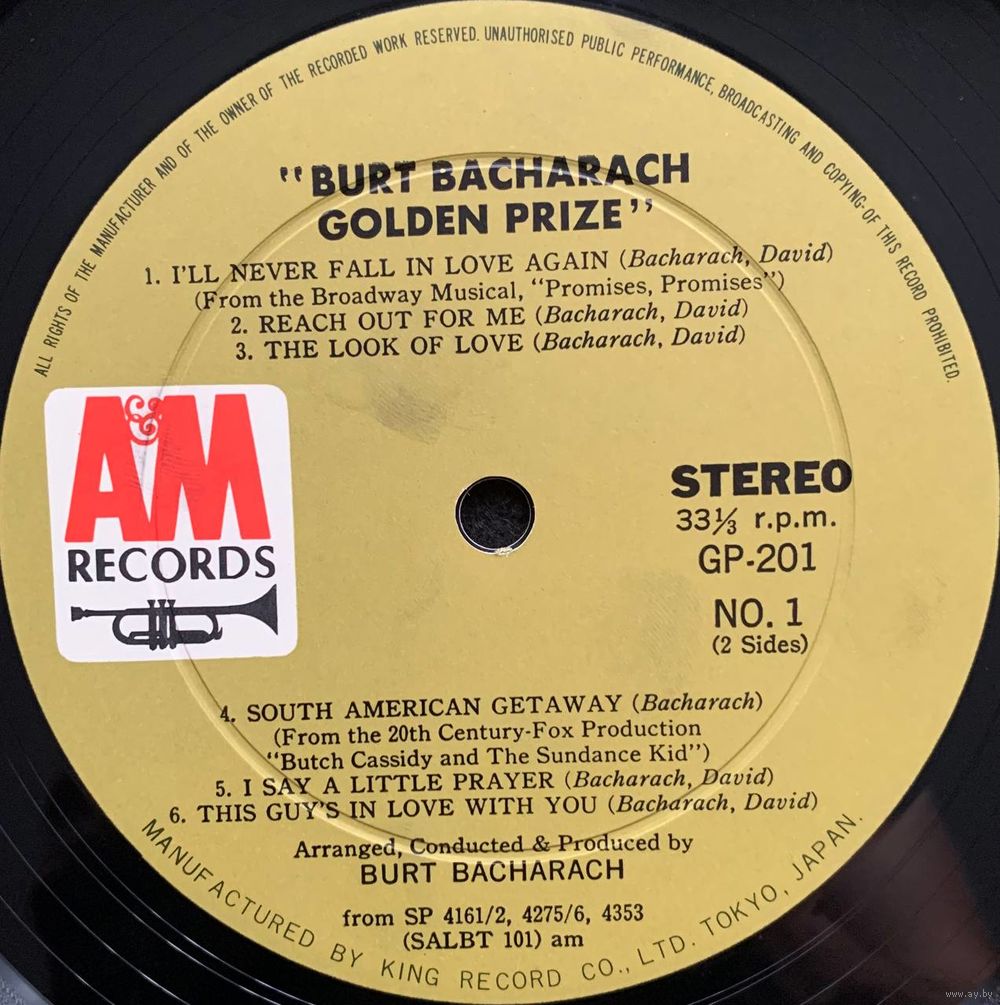 ALL RIGHTS OF THE MANUFACTURER AND OF THE OWNER OF THE RECORDED WORK RESERVED. UNAUTHORISED PUBLIC PERFORMANCE, BROADCASTING AND COPYING-OF THIS RECORD PROHIBITED.
"BURT BACHARACH
GOLDEN PRIZE"
1. I'LL NEVER FALL IN LOVE AGAIN (Bacharach, David)
(From the Broadway Musical, "Promises, Promises")
2. REACH OUT FOR ME (Bacharach, David)
3. THE LOOK OF LOVE (Bacharach, David)
A&M
RECORDS
STEREO
33⅓ r.p.m.
GP-201
NO. 1
(2 Sides)
4. SOUTH AMERICAN GETAWAY (Bacharach)
(From the 20th Century-Fox Production
"Butch Cassidy and The Sundance Kid")
5. I SAY A LITTLE PRAYER (Bacharach, David)
6. THIS GUY'S IN LOVE WITH YOU (Bacharach, David)
Arranged, Conducted & Produced by
BURT BACHARACH
from SP 4161/2, 4275/6, 4353
(SALBT 101) am
MANUFACTURED BY KING RECORD CO., LTD. TOKYO, JAPAN.
www.ay.by